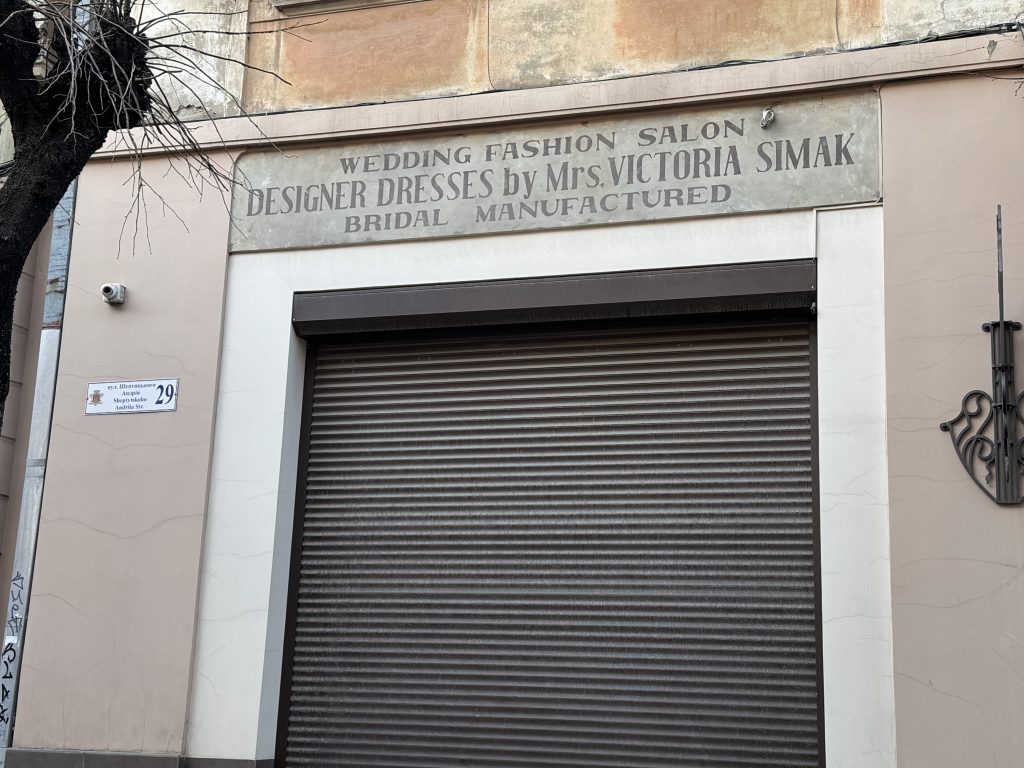 WEDDING FASHION SALON
DESIGNER DRESSES by Mrs. VICTORIA SIMAK
BRIDAL MANUFACTURED
вул. Шептицького
Андрія
Sheptytskoho
Andriia Str.
29